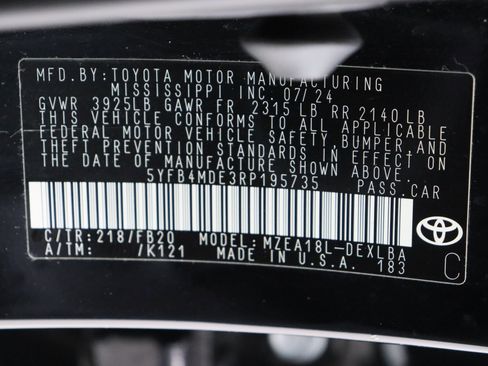 MFD.BY:TOYOTA MOTOR MANUFACTURING
MISSISSIPPI INC. 07/24
GVWR 3925LB GAWR FR 2315 LB RR 2140 LB
THIS VEHICLE CONFORMS TO ALL APPLICABLE
FEDERAL MOTOR VEHICLE SAFETY, BUMPER AND
THEFT PREVENTION STANDARDS IN EFFECT ON
THE DATE OF MANUFACTURE SHOWN ABOVE.
5YFB4MDE3RP195735 PASS.CAR
C/TR:218/FB20 MODEL:MZEA18L-DEXLBA
A/TM: /K121 MADE IN U.S.A. 183
C